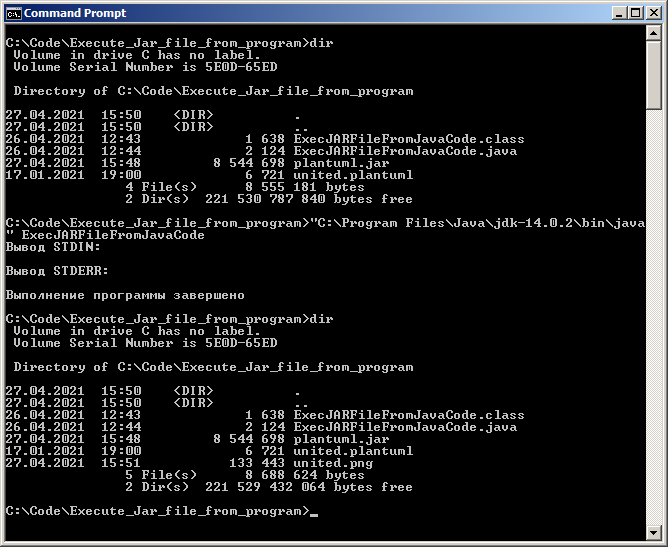 Command Prompt
C:\Code\Execute_Jar_file_from_program>dir
 Volume in drive C has no label.
 Volume Serial Number is 5E0D-65ED

 Directory of C:\Code\Execute_Jar_file_from_program

27.04.2021  15:50    <DIR>          .
27.04.2021  15:50    <DIR>          ..
26.04.2021  12:43             1 638 ExecJARFileFromJavaCode.class
26.04.2021  12:44             2 124 ExecJARFileFromJavaCode.java
27.04.2021  15:48         8 544 698 plantuml.jar
17.01.2021  19:00             6 721 united.plantuml
               4 File(s)      8 555 181 bytes
               2 Dir(s)  221 530 787 840 bytes free

C:\Code\Execute_Jar_file_from_program>"C:\Program Files\Java\jdk-14.0.2\bin\java
" ExecJARFileFromJavaCode
Вывод STDIN:

Вывод STDERR:

Выполнение программы завершено

C:\Code\Execute_Jar_file_from_program>dir
 Volume in drive C has no label.
 Volume Serial Number is 5E0D-65ED

 Directory of C:\Code\Execute_Jar_file_from_program

27.04.2021  15:50    <DIR>          .
27.04.2021  15:50    <DIR>          ..
26.04.2021  12:43             1 638 ExecJARFileFromJavaCode.class
26.04.2021  12:44             2 124 ExecJARFileFromJavaCode.java
27.04.2021  15:48         8 544 698 plantuml.jar
17.01.2021  19:00             6 721 united.plantuml
27.04.2021  15:51           133 443 united.png
               5 File(s)      8 688 624 bytes
               2 Dir(s)  221 529 432 064 bytes free

C:\Code\Execute_Jar_file_from_program>_